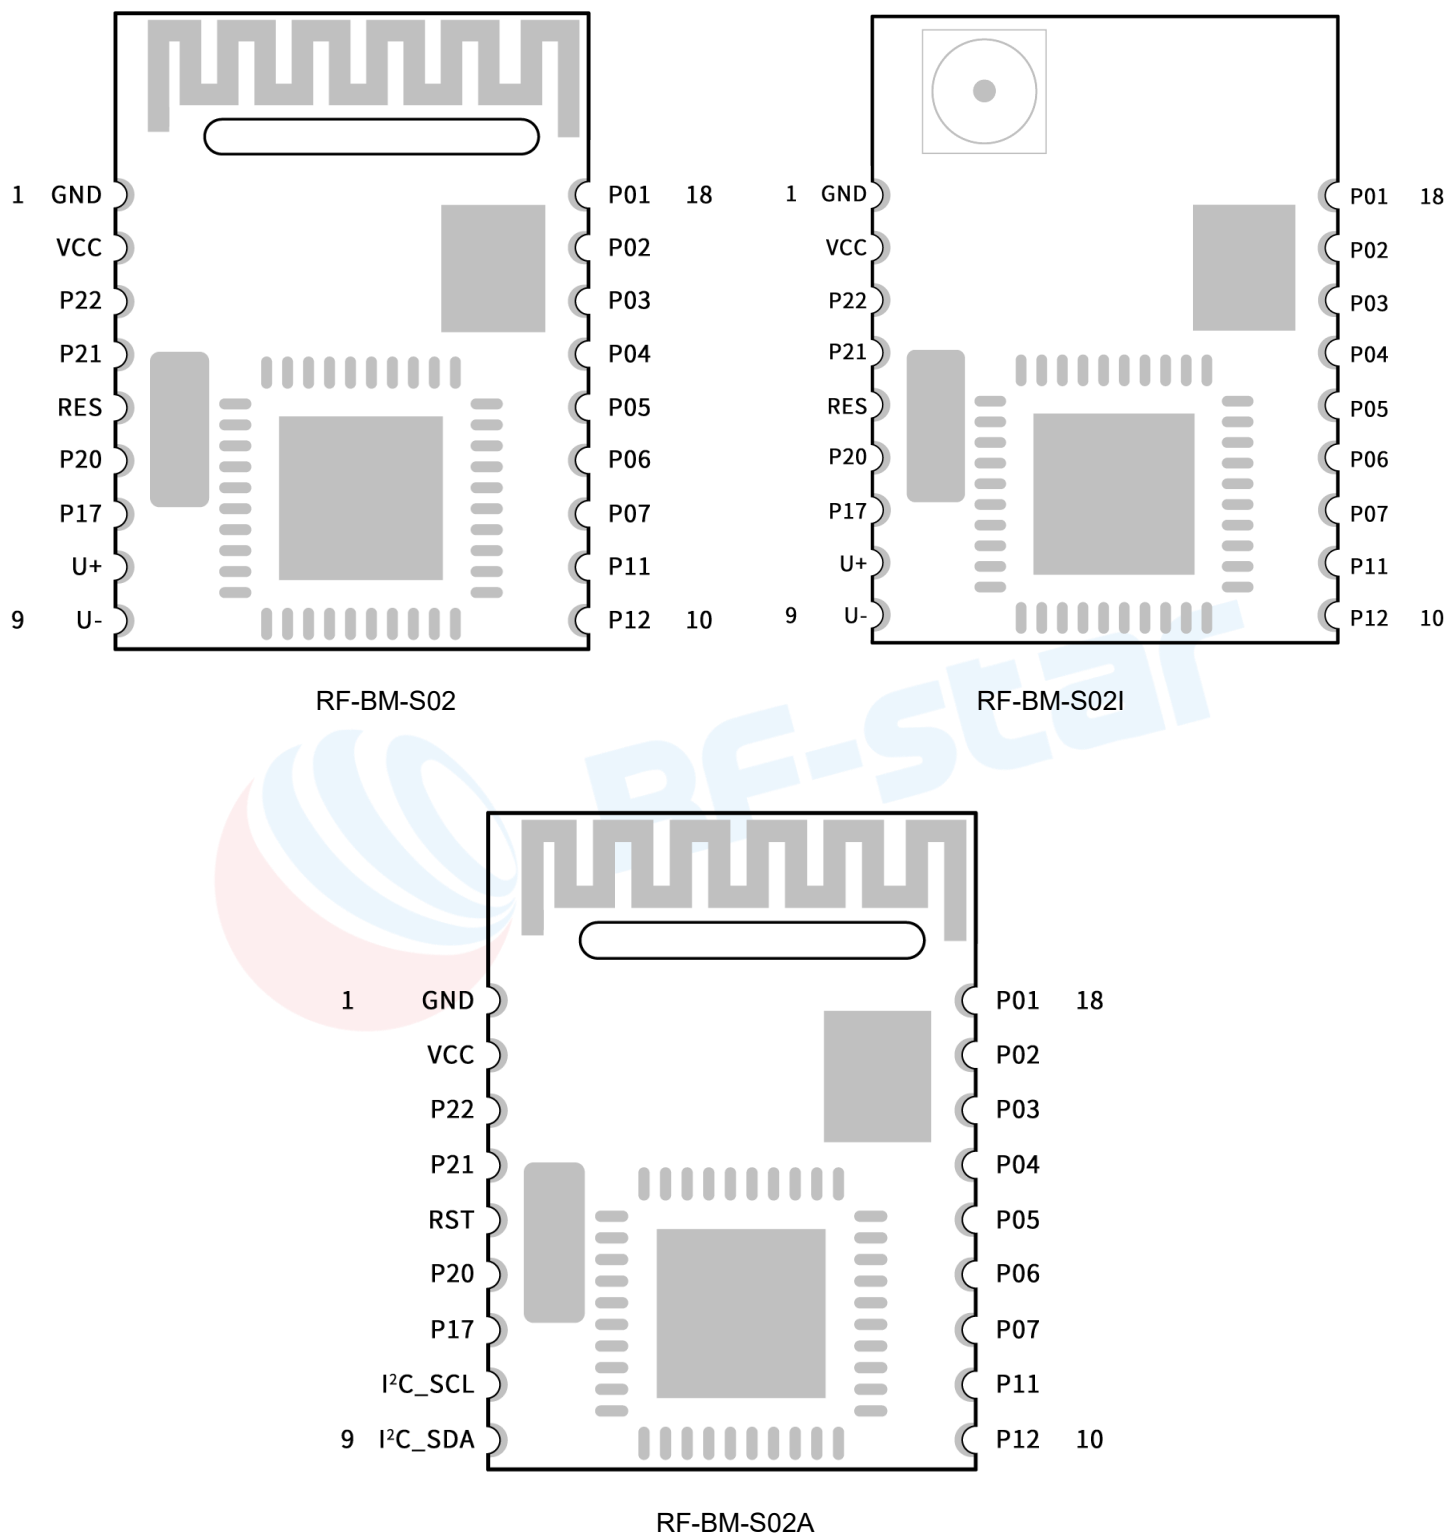 1 GND P01 18
VCC P02
P22 P03
P21 P04
RES P05
P20 P06
P17 P07
U+ P11
9 U- P12 10
RF-BM-S02
1 GND P01 18
VCC P02
P22 P03
P21 P04
RES P05
P20 P06
P17 P07
U+ P11
9 U- P12 10
RF-BM-S02I
RF-star
1 GND P01 18
VCC P02
P22 P03
P21 P04
RST P05
P20 P06
P17 P07
I²C_SCL P11
9 I²C_SDA P12 10
RF-BM-S02A